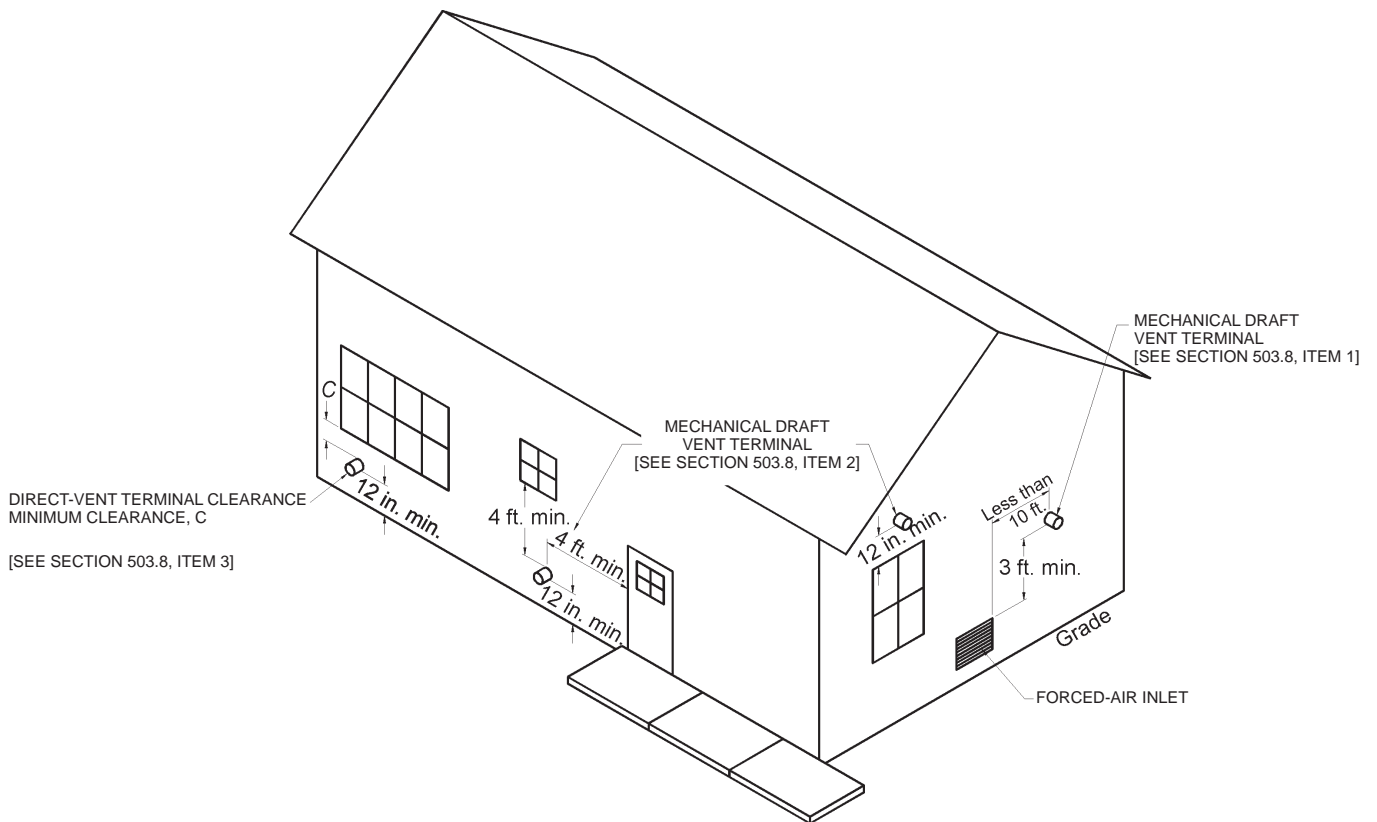 MECHANICAL DRAFT
VENT TERMINAL
[SEE SECTION 503.8, ITEM 1]
C
MECHANICAL DRAFT
VENT TERMINAL
[SEE SECTION 503.8, ITEM 2]
DIRECT-VENT TERMINAL CLEARANCE
MINIMUM CLEARANCE, C
[SEE SECTION 503.8, ITEM 3]
12 in. min.
4 ft. min.
4 ft. min.
12 in. min.
12 in. min.
Less than
10 ft.
3 ft. min.
Grade
FORCED-AIR INLET